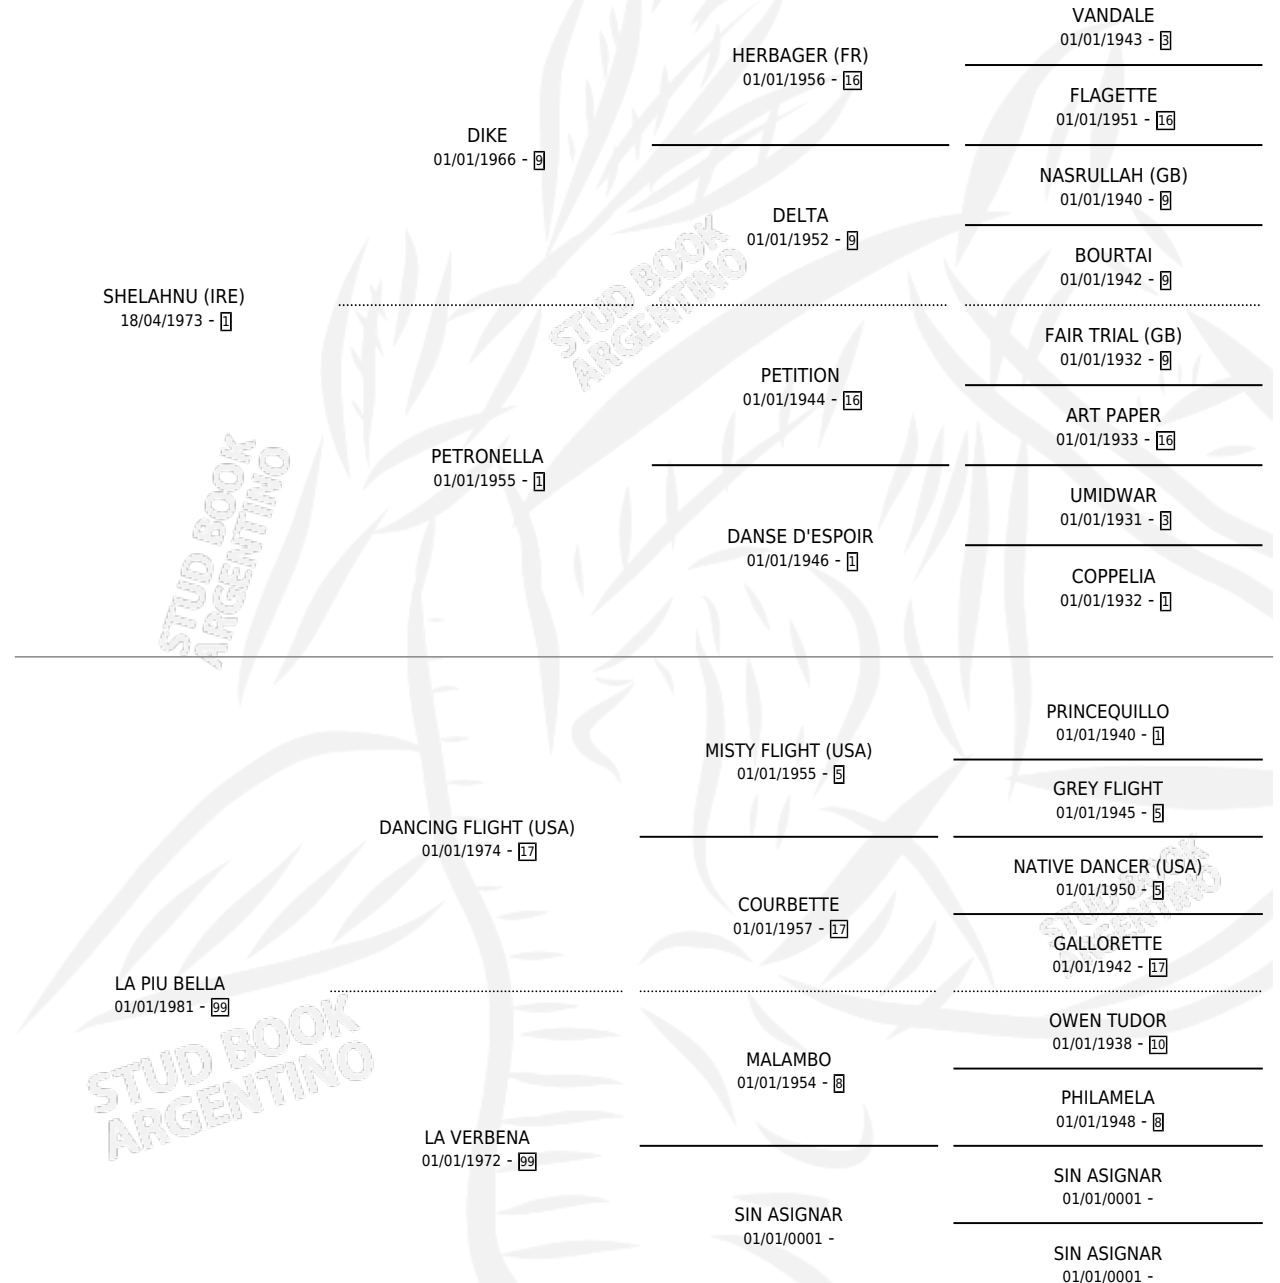 VANDALE
01/01/1943 - 3
HERBAGER (FR)
01/01/1956 - 16
FLAGETTE
01/01/1951 - 16
DIKE
01/01/1966 - 9
NASRULLAH (GB)
01/01/1940 - 9
DELTA
01/01/1952 - 9
BOURTAI
01/01/1942 - 9
SHELAHNU (IRE)
18/04/1973 - 1
FAIR TRIAL (GB)
01/01/1932 - 9
PETITION
01/01/1944 - 16
ART PAPER
01/01/1933 - 16
PETRONELLA
01/01/1955 - 1
UMIDWAR
01/01/1931 - 3
DANSE D'ESPOIR
01/01/1946 - 1
COPPELIA
01/01/1932 - 1
PRINCEQUILLO
01/01/1940 - 1
MISTY FLIGHT (USA)
01/01/1955 - 5
GREY FLIGHT
01/01/1945 - 5
DANCING FLIGHT (USA)
01/01/1974 - 17
NATIVE DANCER (USA)
01/01/1950 - 5
COURBETTE
01/01/1957 - 17
GALLORETTE
01/01/1942 - 17
LA PIU BELLA
01/01/1981 - 99
OWEN TUDOR
01/01/1938 - 10
MALAMBO
01/01/1954 - 8
PHILAMELA
01/01/1948 - 8
LA VERBENA
01/01/1972 - 99
SIN ASIGNAR
01/01/0001 -
SIN ASIGNAR
01/01/0001 -
SIN ASIGNAR
01/01/0001 -
STUD BOOK
ARGENTINO
STUD BOOK
ARGENTINO
STUD BOOK
ARGENTINO
STUD BOOK
ARGENTINO